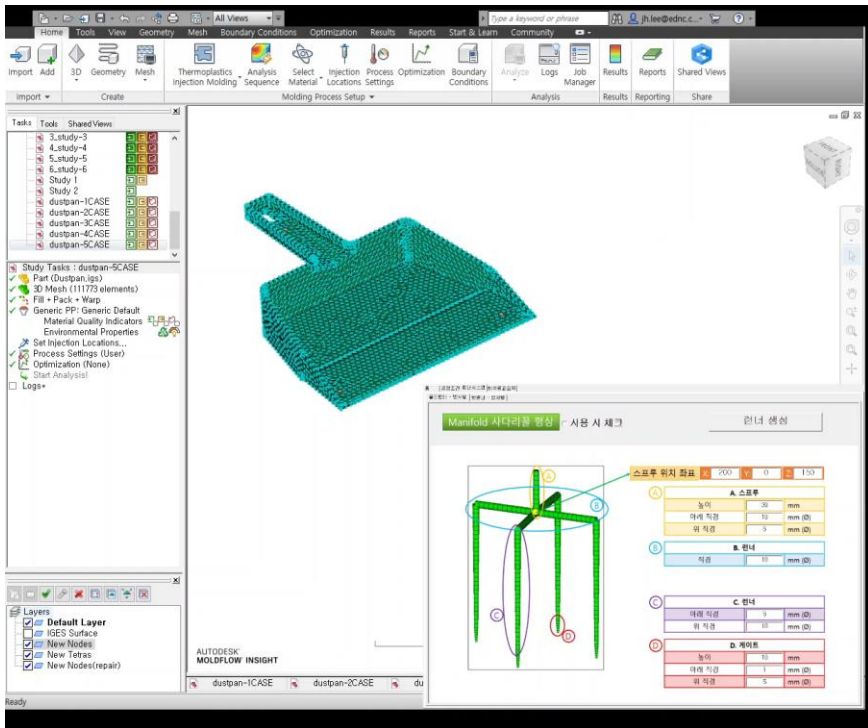 All Views
Type a keyword or phrase
jh.lee@ednc.c...
Home Tools View Geometry Mesh Boundary Conditions Optimization Results Reports Start & Learn Community
Import Add 3D Geometry Mesh Thermoplastics Injection Molding Analysis Sequence Select Material Injection Locations Process Settings Optimization Boundary Conditions Analyze Logs Job Manager Results Reports Shared Views
Import Create Molding Process Setup Analysis Results Reporting Share
Tasks Tools Shared Views
3_study-3
4_study-4
5_study-5
6_study-6
Study 1
Study 2
dustpan-1CASE
dustpan-2CASE
dustpan-3CASE
dustpan-4CASE
dustpan-5CASE
Study Tasks : dustpan-5CASE
Part (Dustpan.igs)
3D Mesh (111773 elements)
Fill + Pack + Warp
Generic PP: Generic Default
Material Quality Indicators
Environmental Properties
Set Injection Locations...
Process Settings (User)
Optimization (None)
Start Analysis!
Logs*
Layers
Default Layer
IGES Surface
New Nodes
New Tetras
New Nodes(repair)
AUTODESK
MOLDFLOW INSIGHT
dustpan-1CASE dustpan-2CASE du
Ready
Manifold 사다리꼴 형상 사용 시 체크 런너 생성
스프루 위치 좌표 X: 200 Y: 0 Z: 150
A
B
C
D
A A. 스프루
높이 mm
아래 직경 10 mm (Ø)
위 직경 5 mm (Ø)
B B. 런너
직경 10 mm (Ø)
C C. 런너
아래 직경 mm (Ø)
위 직경 10 mm (Ø)
D D. 게이트
높이 10 mm
아래 직경 1 mm (Ø)
위 직경 5 mm (Ø)